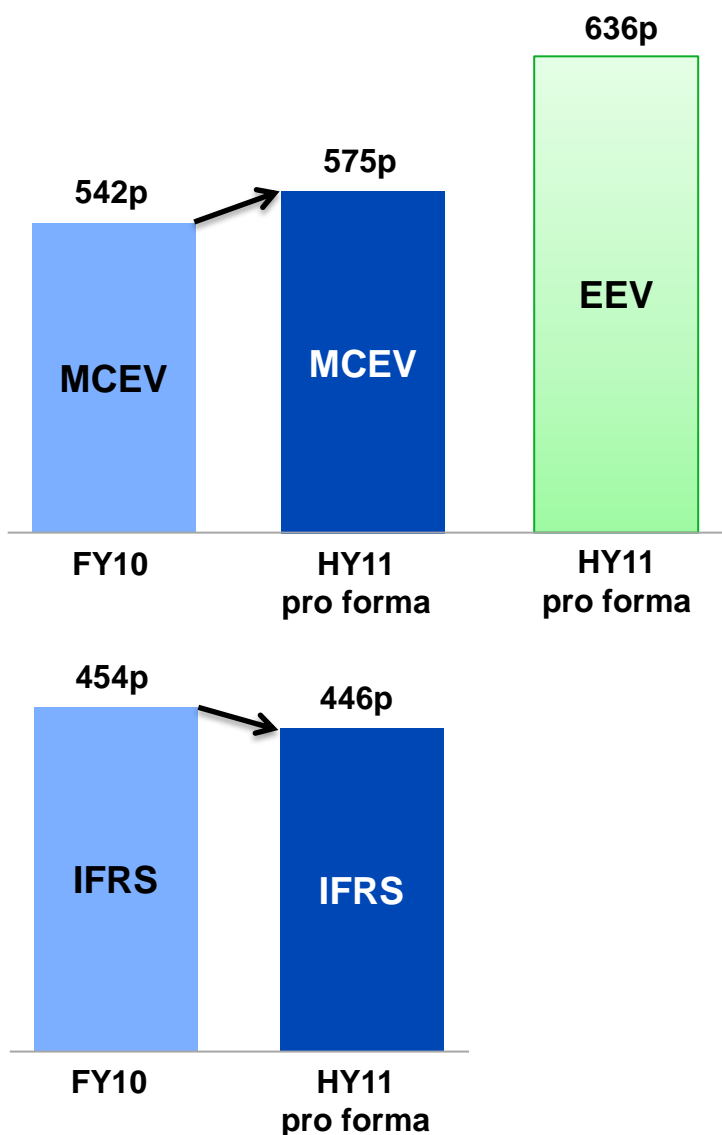 636p
575p
542p
EEV
MCEV
MCEV
FY10
HY11
pro forma
HY11
pro forma
454p
446p
IFRS
IFRS
FY10
HY11
pro forma